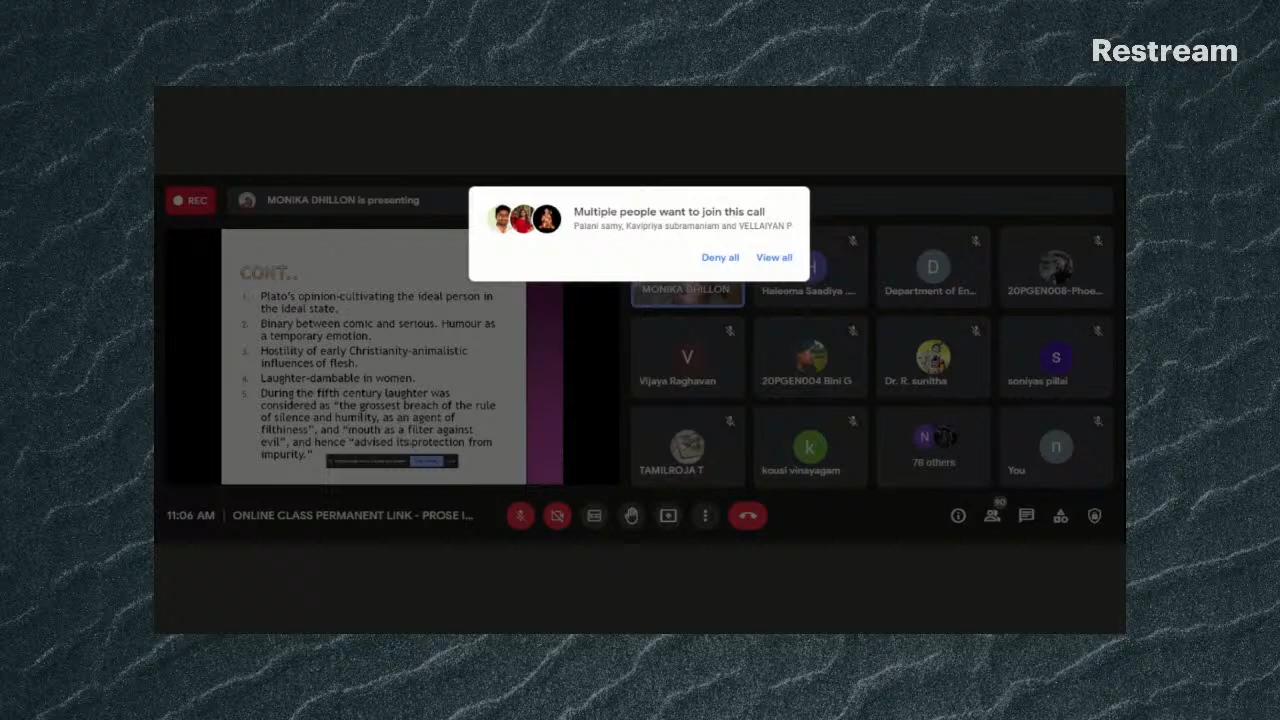 Restream
REC
MONIKA DHILLON is presenting
Multiple people want to join this call
Palani samy, Kavipriya subramaniam and VELLAIYAN P
Deny all View all
CONT..
1. Plato's opinion-cultivating the ideal person in
the ideal state.
2. Binary between comic and serious. Humour as
a temporary emotion.
3. Hostility of early Christianity-animalistic
influences of flesh.
4. Laughter-dambable in women.
5. During the fifth century laughter was
considered as "the grossest breach of the rule
of silence and humility, as an agent of
filthiness", and "mouth as a filter against
evil", and hence "advised its protection from
impurity."
MONIKA DHILLON
H
Haleema Saadiya ....
D
Department of En...
20PGEN008-Phoe...
V
Vijaya Raghavan
20PGEN004 Bini G
Dr. R. sunitha
s
soniyas pillai
TAMILROJA T
k
kousi vinayagam
N
76 others
n
You
11:06 AM | ONLINE CLASS PERMANENT LINK - PROSE I...
90